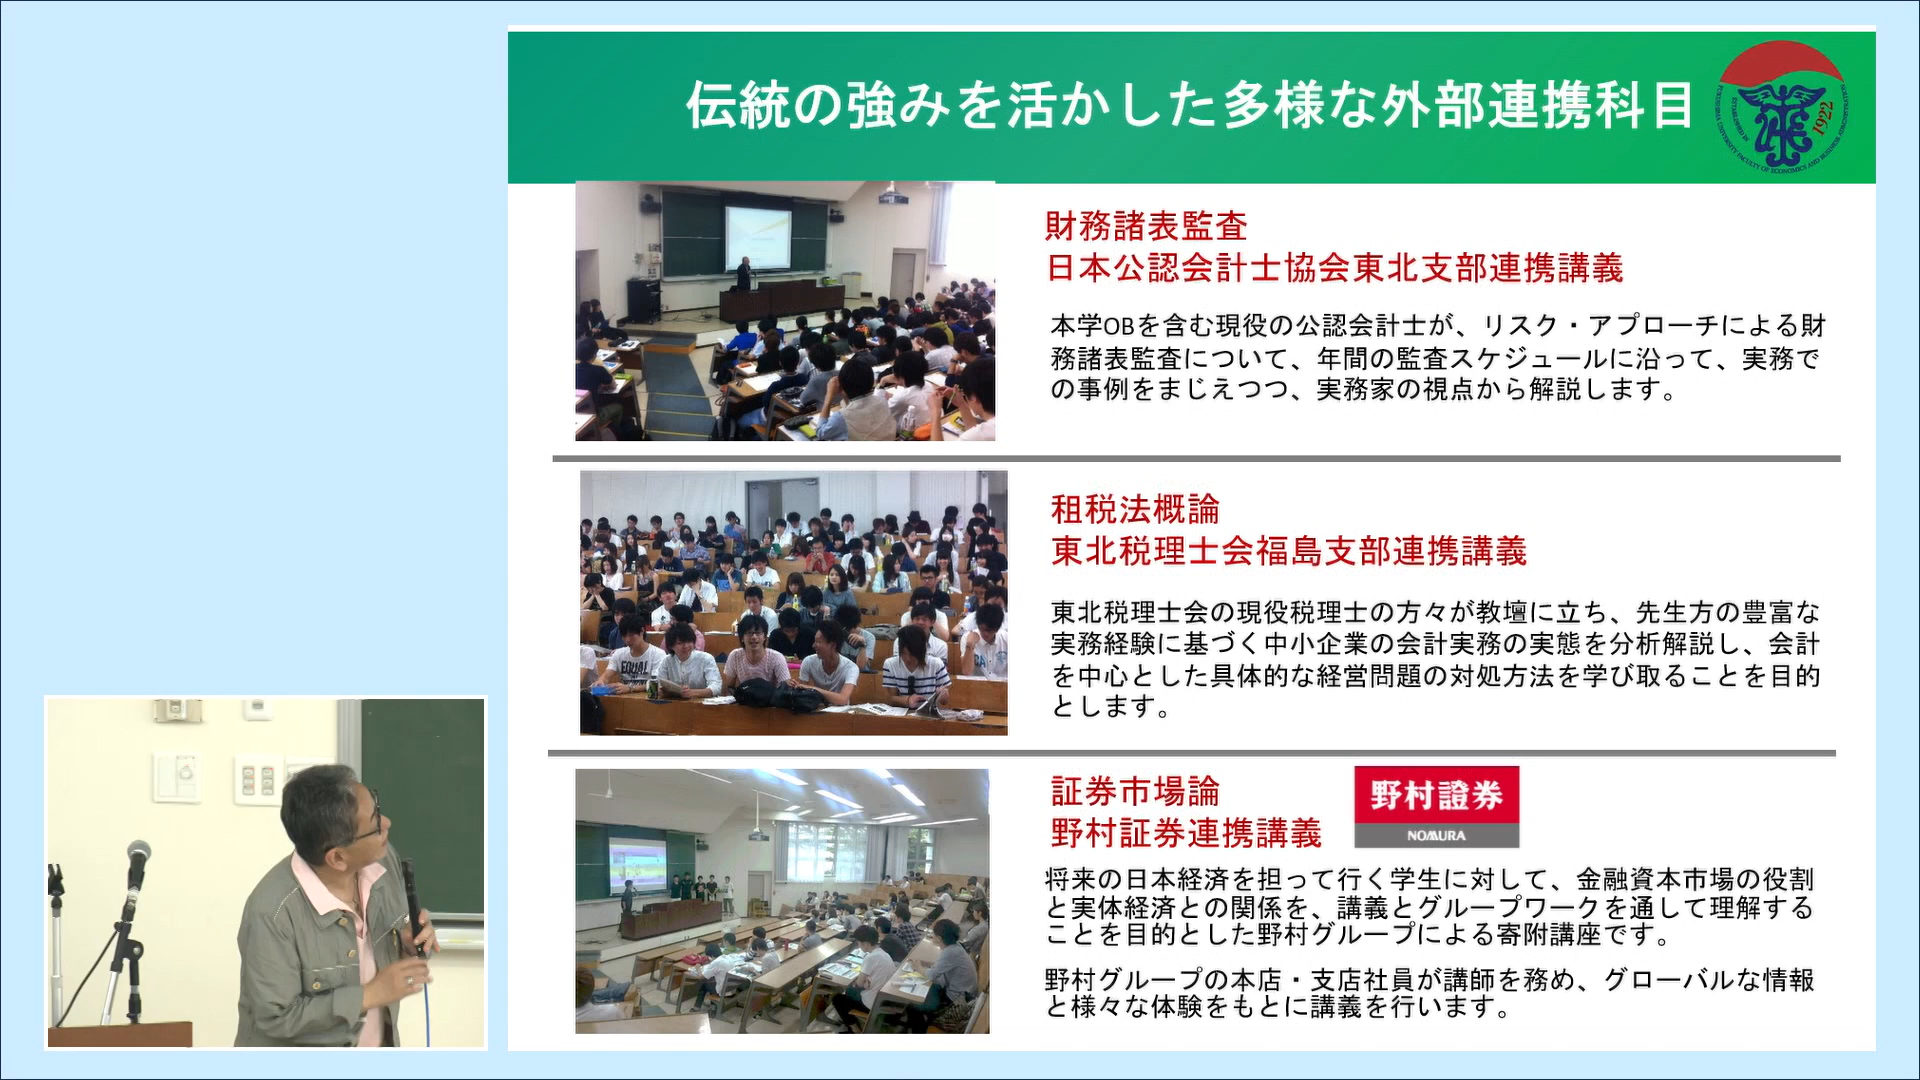 伝統の強みを活かした多様な外部連携科目
FUKUSHIMA UNIVERSITY FACULTY OF ECONOMICS AND BUSINESS ADMINISTRATION
ESTABLISHED IN
1922
財務諸表監査
日本公認会計士協会東北支部連携講義
本学OBを含む現役の公認会計士が、リスク・アプローチによる財
務諸表監査について、年間の監査スケジュールに沿って、実務で
の事例をまじえつつ、実務家の視点から解説します。
租税法概論
東北税理士会福島支部連携講義
東北税理士会の現役税理士の方々が教壇に立ち、先生方の豊富な
実務経験に基づく中小企業の会計実務の実態を分析解説し、会計
を中心とした具体的な経営問題の対処方法を学び取ることを目的
とします。
EQUAL
証券市場論
野村証券連携講義
野村證券
NOMURA
将来の日本経済を担って行く学生に対して、金融資本市場の役割
と実体経済との関係を、講義とグループワークを通して理解する
ことを目的とした野村グループによる寄附講座です。
野村グループの本店・支店社員が講師を務め、グローバルな情報
と様々な体験をもとに講義を行います。